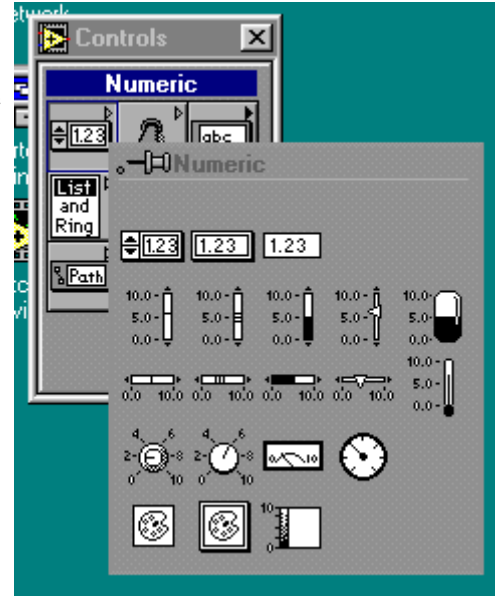 Controls
Numeric
1.23
abc
List
and
Ring
Path
Numeric
1.23 1.23 1.23
10.0 10.0 10.0 10.0 10.0
5.0 5.0 5.0 5.0 5.0
0.0 0.0 0.0 0.0 0.0
10.0
5.0
0.0
0.0 10.0 0.0 10.0 0.0 10.0 0.0 10.0
4 6 4 6
2 8 2 8 0 10
0 10 0 10
10
0